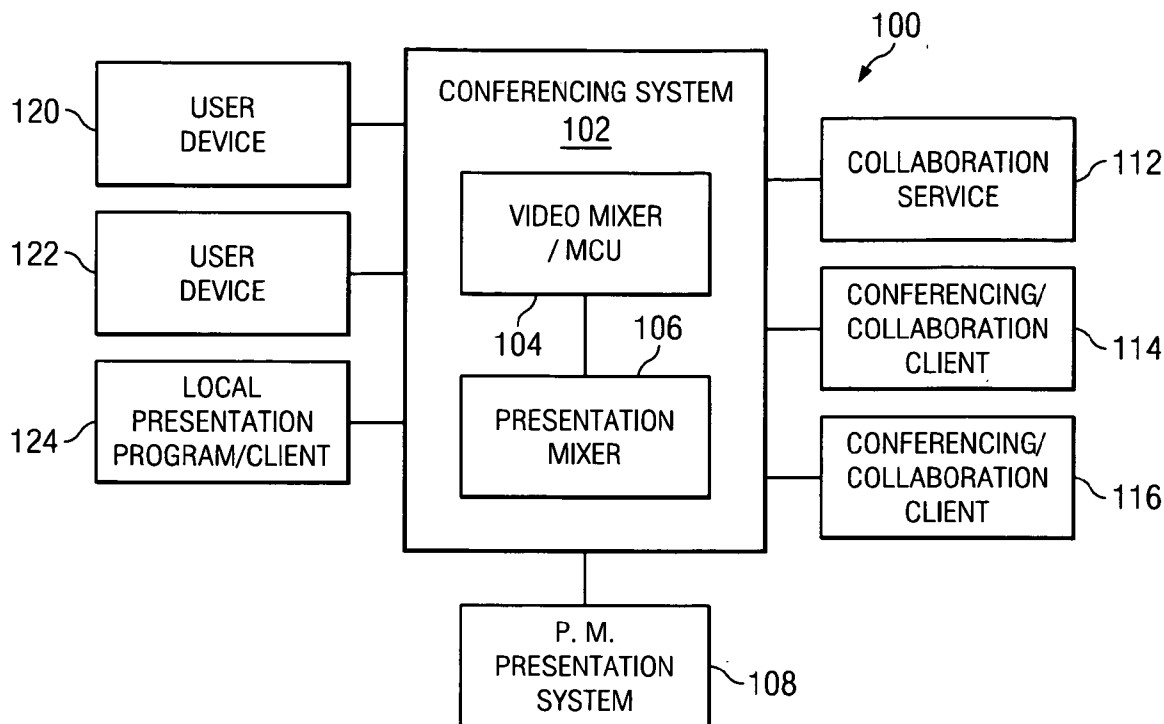 100
120
USER
DEVICE
122
USER
DEVICE
124
LOCAL
PRESENTATION
PROGRAM/CLIENT
CONFERENCING SYSTEM
102
VIDEO MIXER
/ MCU
104
106
PRESENTATION
MIXER
COLLABORATION
SERVICE
112
CONFERENCING/
COLLABORATION
CLIENT
114
CONFERENCING/
COLLABORATION
CLIENT
116
P. M.
PRESENTATION
SYSTEM
108